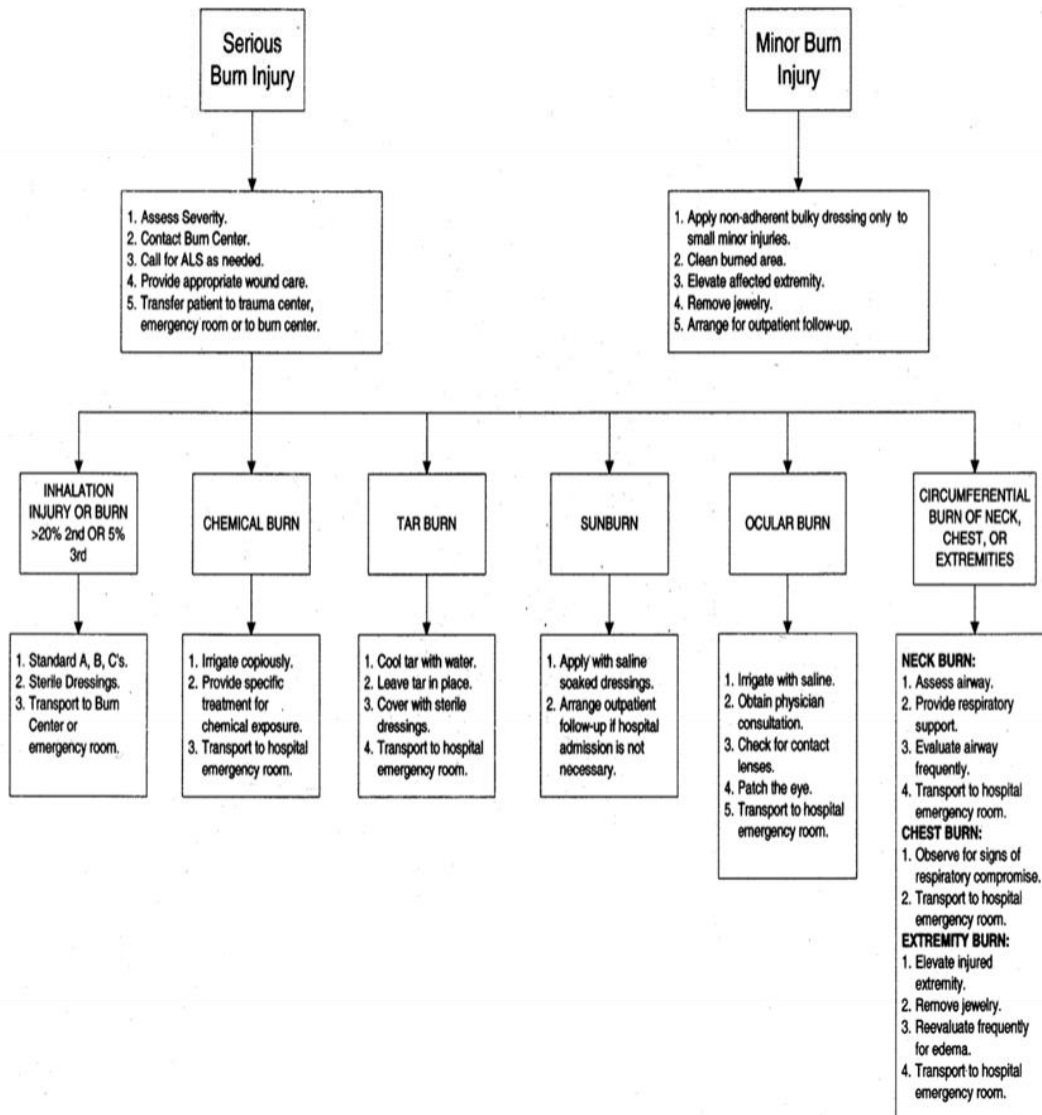 Serious
Burn Injury
Minor Burn
Injury
1. Assess Severity.
2. Contact Burn Center.
3. Call for ALS as needed.
4. Provide appropriate wound care.
5. Transfer patient to trauma center,
emergency room or to burn center.
1. Apply non-adherent bulky dressing only to
small minor injuries.
2. Clean burned area.
3. Elevate affected extremity.
4. Remove jewelry.
5. Arrange for outpatient follow-up.
INHALATION
INJURY OR BURN
>20% 2nd OR 5%
3rd
CHEMICAL BURN
TAR BURN
SUNBURN
OCULAR BURN
CIRCUMFERENTIAL
BURN OF NECK,
CHEST, OR
EXTREMITIES
1. Standard A, B, C's.
2. Sterile Dressings.
3. Transport to Burn
Center or
emergency room.
1. Irrigate copiously.
2. Provide specific
treatment for
chemical exposure.
3. Transport to hospital
emergency room.
1. Cool tar with water.
2. Leave tar in place.
3. Cover with sterile
dressings.
4. Transport to hospital
emergency room.
1. Apply with saline
soaked dressings.
2. Arrange outpatient
follow-up if hospital
admission is not
necessary.
1. Irrigate with saline.
2. Obtain physician
consultation.
3. Check for contact
lenses.
4. Patch the eye.
5. Transport to hospital
emergency room.
NECK BURN:
1. Assess airway.
2. Provide respiratory
support.
3. Evaluate airway
frequently.
4. Transport to hospital
emergency room.
CHEST BURN:
1. Observe for signs of
respiratory compromise.
2. Transport to hospital
emergency room.
EXTREMITY BURN:
1. Elevate injured
extremity.
2. Remove jewelry.
3. Reevaluate frequently
for edema.
4. Transport to hospital
emergency room.